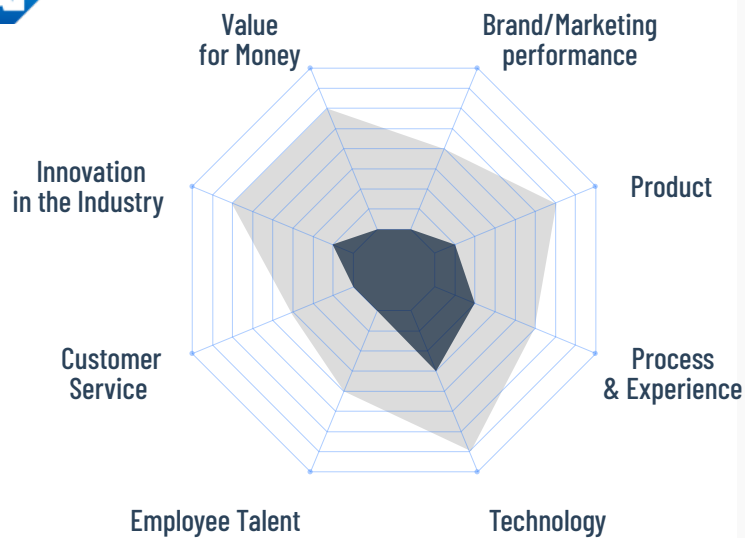 Value
for Money
Brand/Marketing
performance
Innovation
in the Industry
Product
Customer
Service
Process
& Experience
Employee Talent
Technology